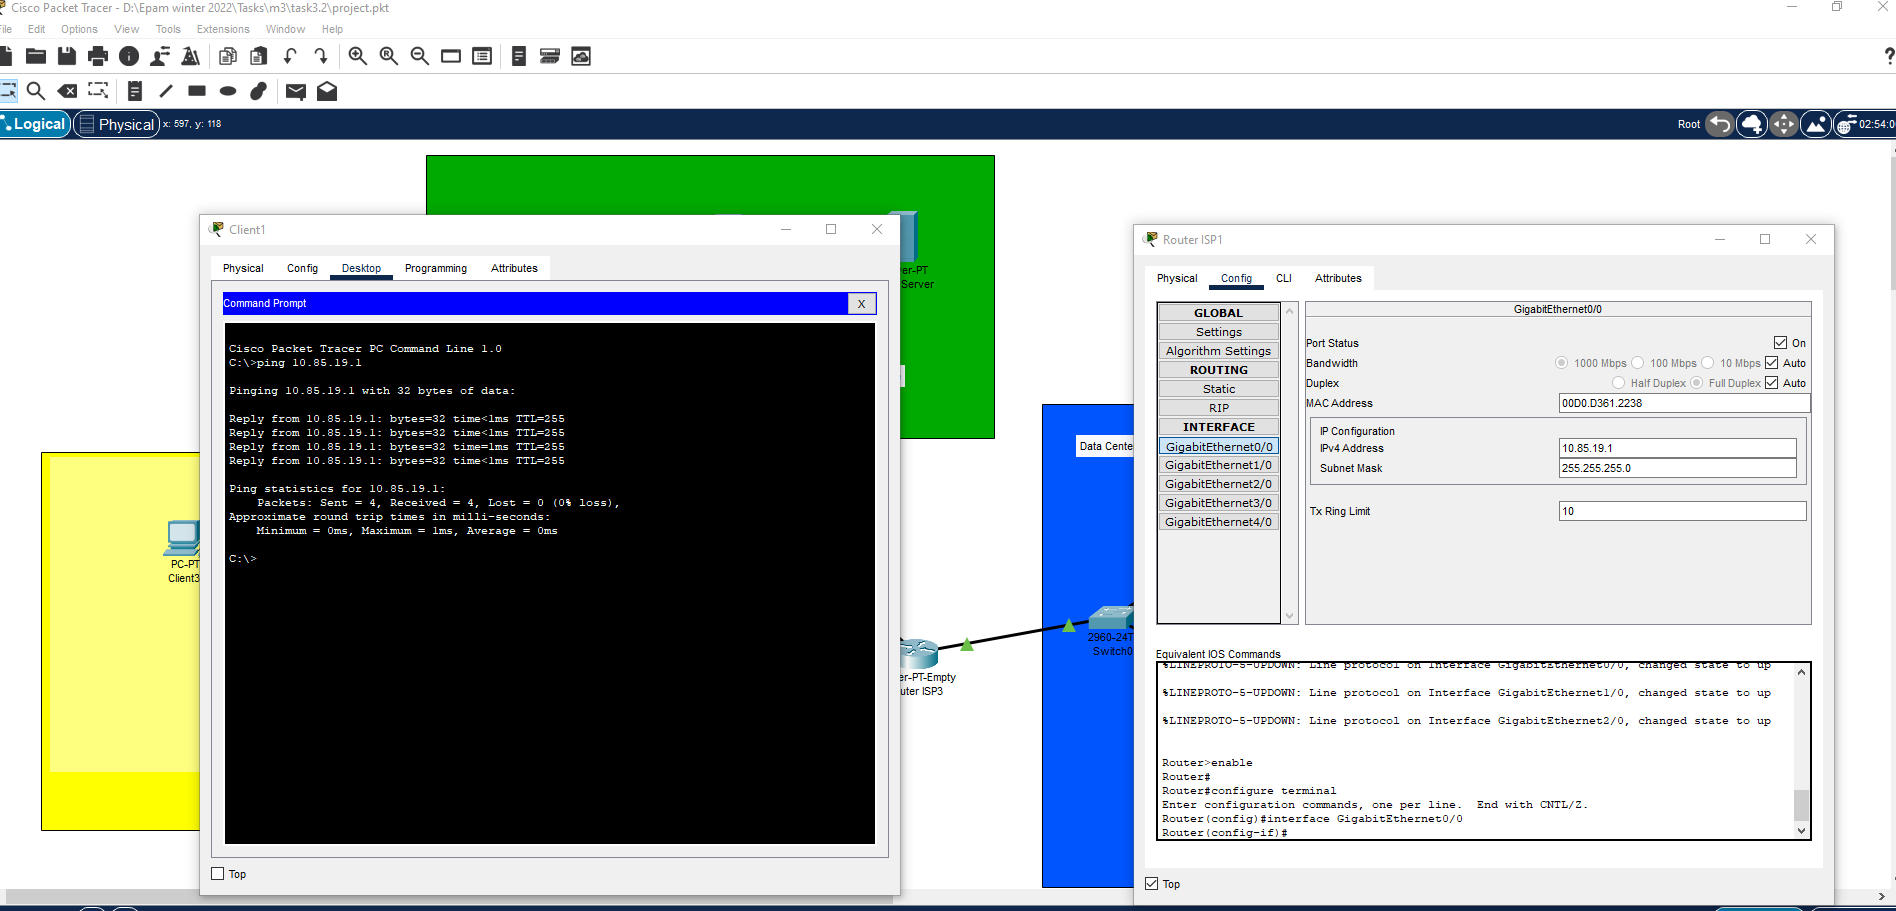 Cisco Packet Tracer - D:\Epam winter 2022\Tasks\m3\task3.2\project.pkt
File Edit Options View Tools Extensions Window Help
?
Logical Physical x: 597, y: 118
Root 02:54:0
Client1
Physical Config Desktop Programming Attributes
Command Prompt X
Cisco Packet Tracer PC Command Line 1.0
C:\>ping 10.85.19.1
Pinging 10.85.19.1 with 32 bytes of data:
Reply from 10.85.19.1: bytes=32 time<1ms TTL=255
Reply from 10.85.19.1: bytes=32 time<1ms TTL=255
Reply from 10.85.19.1: bytes=32 time=1ms TTL=255
Reply from 10.85.19.1: bytes=32 time<1ms TTL=255
Ping statistics for 10.85.19.1:
Packets: Sent = 4, Received = 4, Lost = 0 (0% loss),
Approximate round trip times in milli-seconds:
Minimum = 0ms, Maximum = 1ms, Average = 0ms
C:\>
Top
PC-PT
Client3
er-PT
Server
er-PT-Empty
uter ISP3
Data Cente
2960-24T
Switch0
Router ISP1
Physical Config CLI Attributes
GLOBAL
Settings
Algorithm Settings
ROUTING
Static
RIP
INTERFACE
GigabitEthernet0/0
GigabitEthernet1/0
GigabitEthernet2/0
GigabitEthernet3/0
GigabitEthernet4/0
GigabitEthernet0/0
Port Status On
Bandwidth 1000 Mbps 100 Mbps 10 Mbps Auto
Duplex Half Duplex Full Duplex Auto
MAC Address 00D0.D361.2238
IP Configuration
IPv4 Address 10.85.19.1
Subnet Mask 255.255.255.0
Tx Ring Limit 10
Equivalent IOS Commands
%LINEPROTO-5-UPDOWN: Line protocol on Interface GigabitEthernet0/0, changed state to up
%LINEPROTO-5-UPDOWN: Line protocol on Interface GigabitEthernet1/0, changed state to up
%LINEPROTO-5-UPDOWN: Line protocol on Interface GigabitEthernet2/0, changed state to up
Router>enable
Router#
Router#configure terminal
Enter configuration commands, one per line. End with CNTL/Z.
Router(config)#interface GigabitEthernet0/0
Router(config-if)#
Top